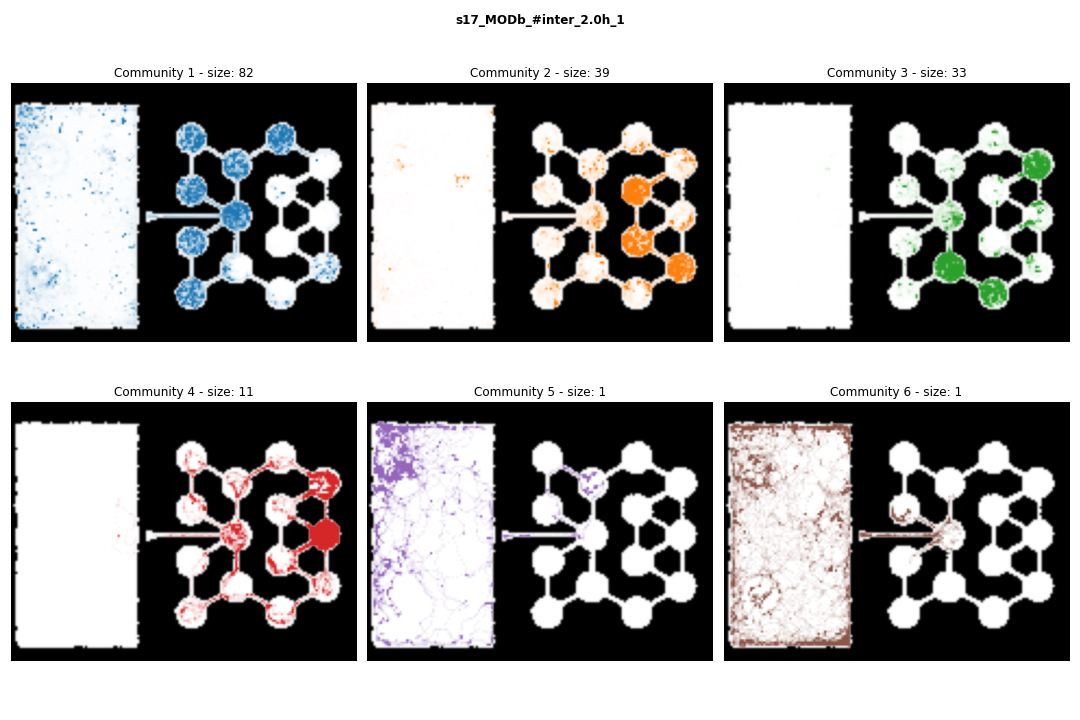 s17_MODb_#inter_2.0h_1
Community 1 - size: 82
Community 2 - size: 39
Community 3 - size: 33
Community 4 - size: 11
Community 5 - size: 1
Community 6 - size: 1